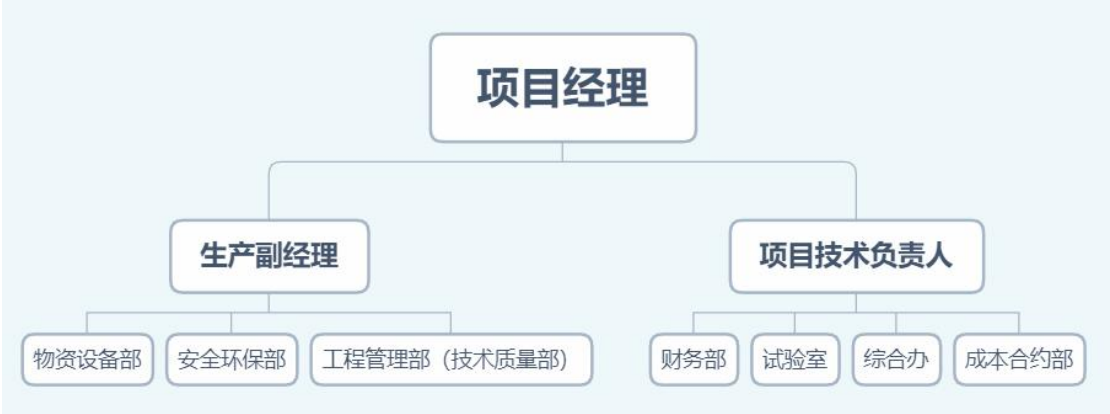 项目经理
生产副经理
项目技术负责人
物资设备部
安全环保部
工程管理部（技术质量部）
财务部
试验室
综合办
成本合约部